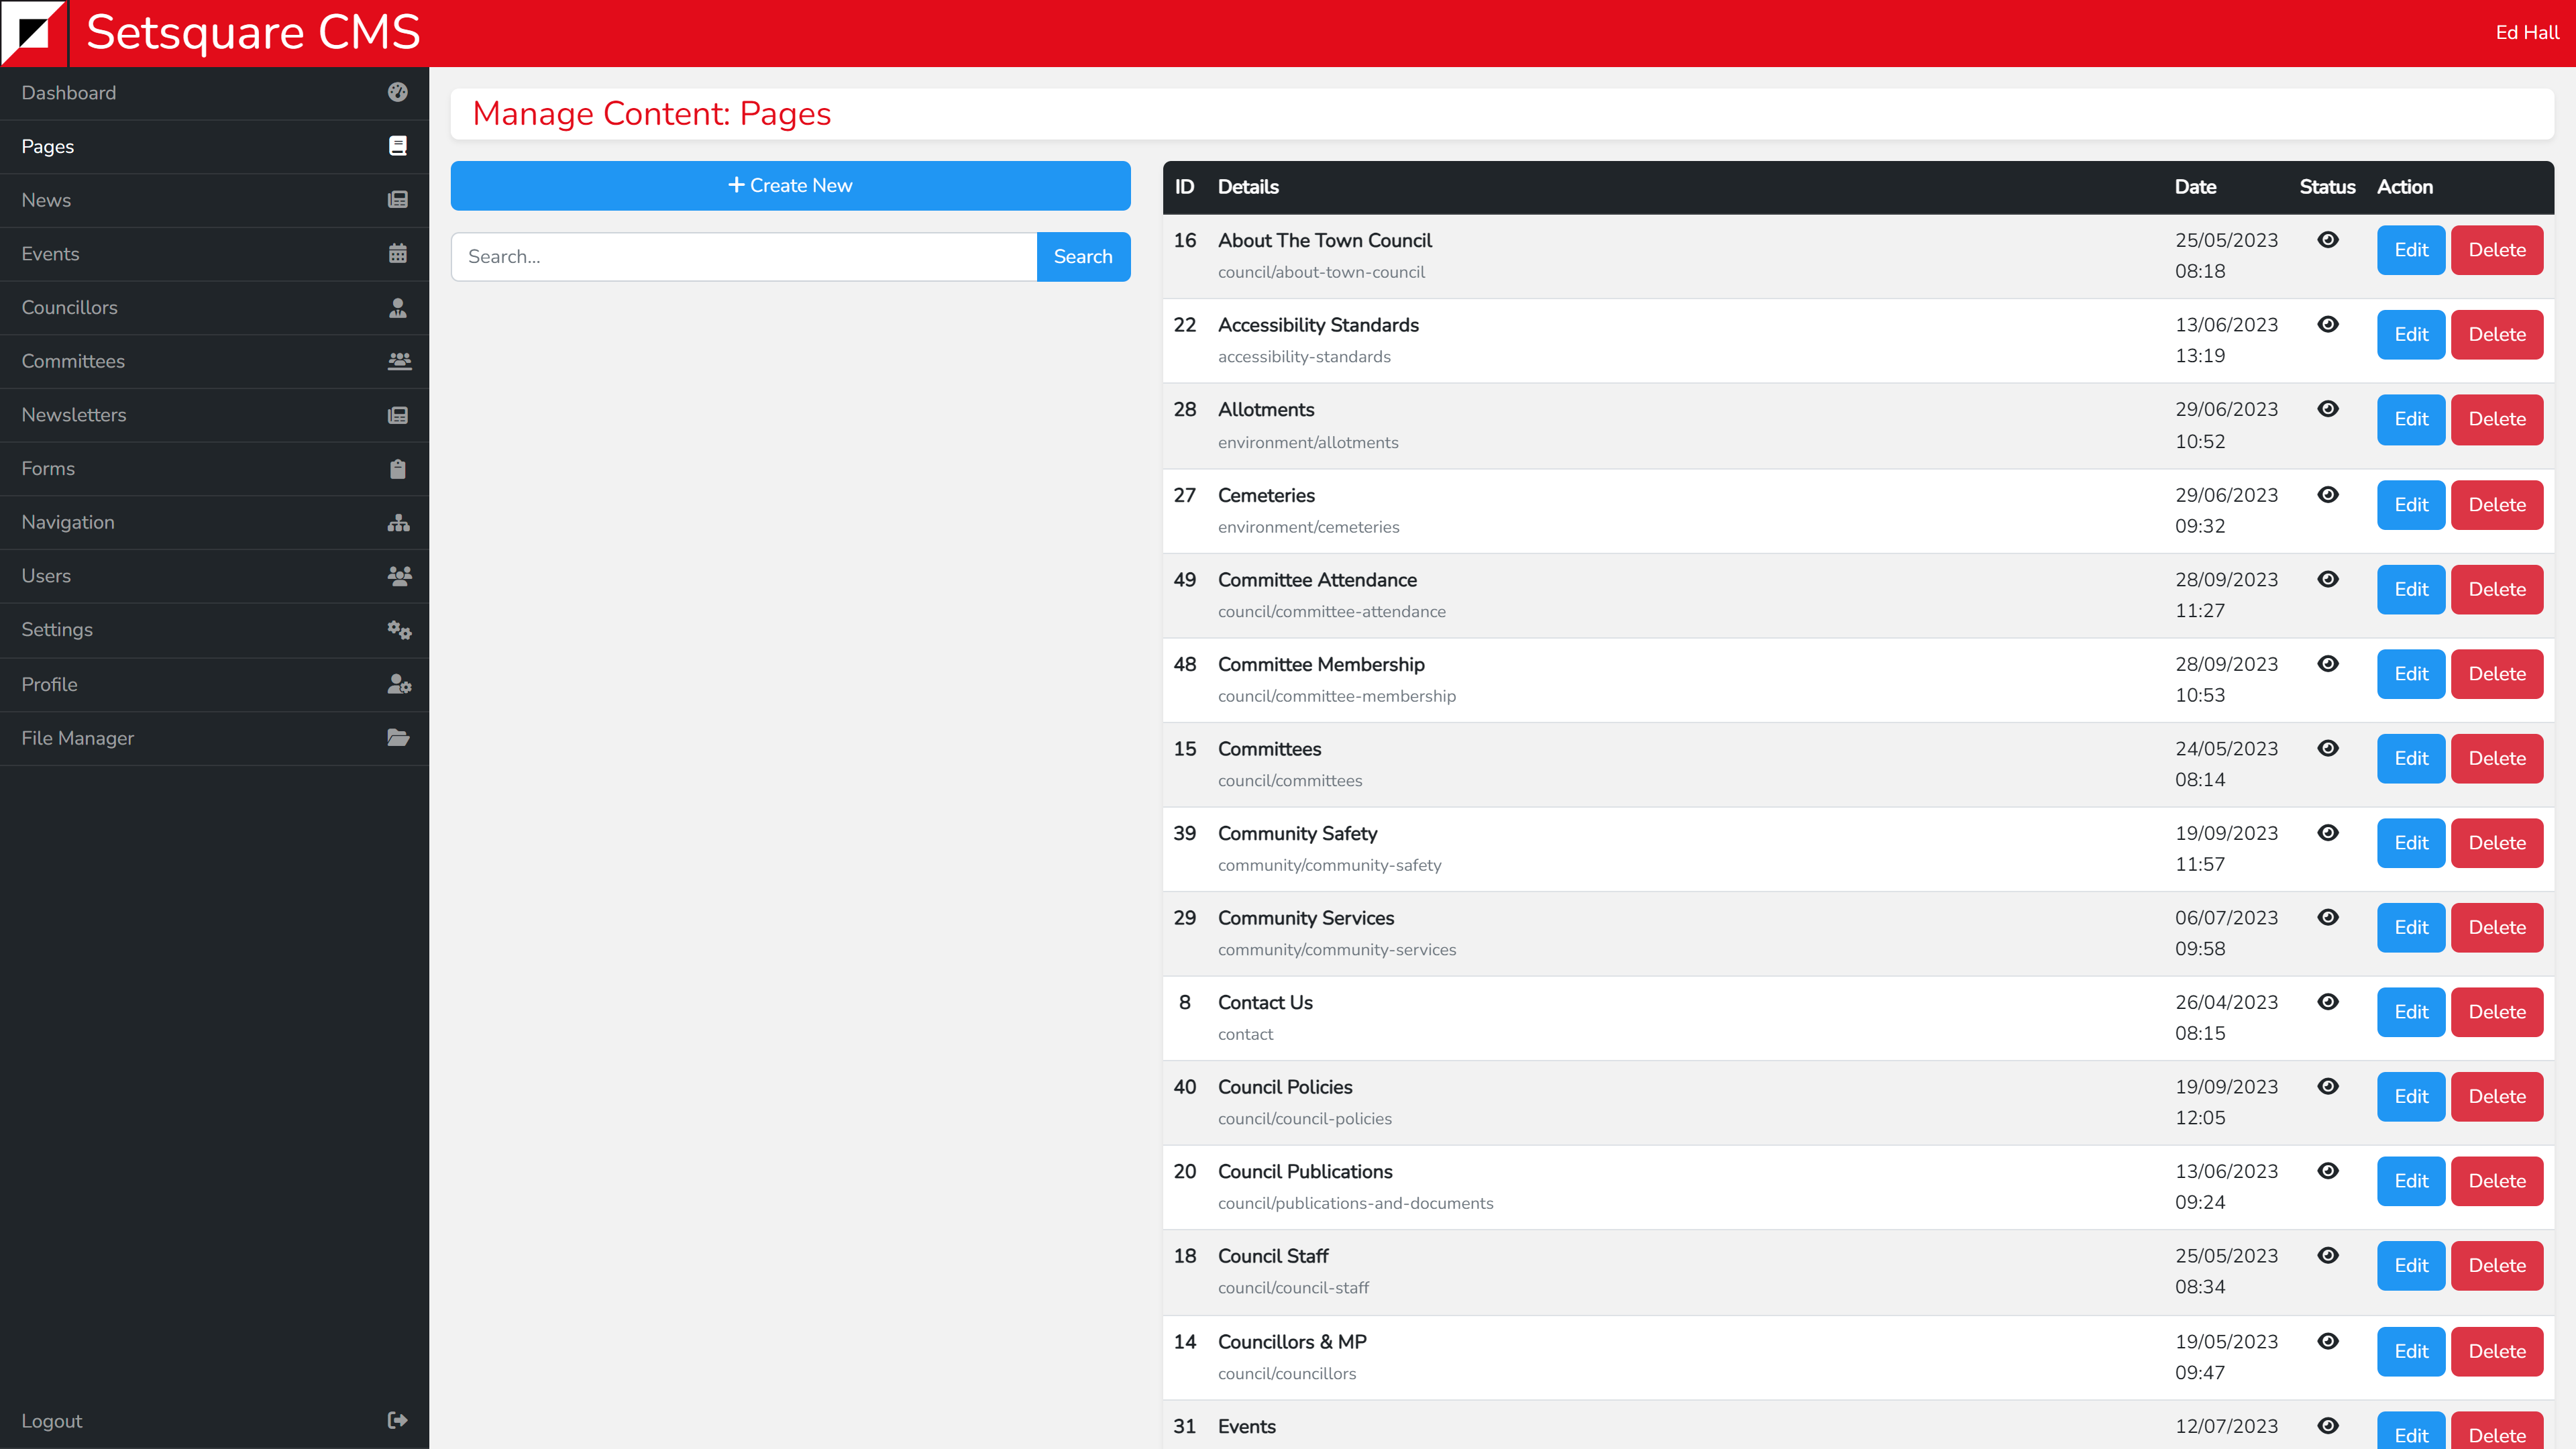 Setsquare CMS
Ed Hall
Dashboard
Pages
News
Events
Councillors
Committees
Newsletters
Forms
Navigation
Users
Settings
Profile
File Manager
Logout
Manage Content: Pages
Create New
Search...
Search
ID Details Date Status Action
16 About The Town Council 25/05/2023 Edit Delete
council/about-town-council 08:18
22 Accessibility Standards 13/06/2023 Edit Delete
accessibility-standards 13:19
28 Allotments 29/06/2023 Edit Delete
environment/allotments 10:52
27 Cemeteries 29/06/2023 Edit Delete
environment/cemeteries 09:32
49 Committee Attendance 28/09/2023 Edit Delete
council/committee-attendance 11:27
48 Committee Membership 28/09/2023 Edit Delete
council/committee-membership 10:53
15 Committees 24/05/2023 Edit Delete
council/committees 08:14
39 Community Safety 19/09/2023 Edit Delete
community/community-safety 11:57
29 Community Services 06/07/2023 Edit Delete
community/community-services 09:58
8 Contact Us 26/04/2023 Edit Delete
contact 08:15
40 Council Policies 19/09/2023 Edit Delete
council/council-policies 12:05
20 Council Publications 13/06/2023 Edit Delete
council/publications-and-documents 09:24
18 Council Staff 25/05/2023 Edit Delete
council/council-staff 08:34
14 Councillors & MP 19/05/2023 Edit Delete
council/councillors 09:47
31 Events 12/07/2023 Edit Delete